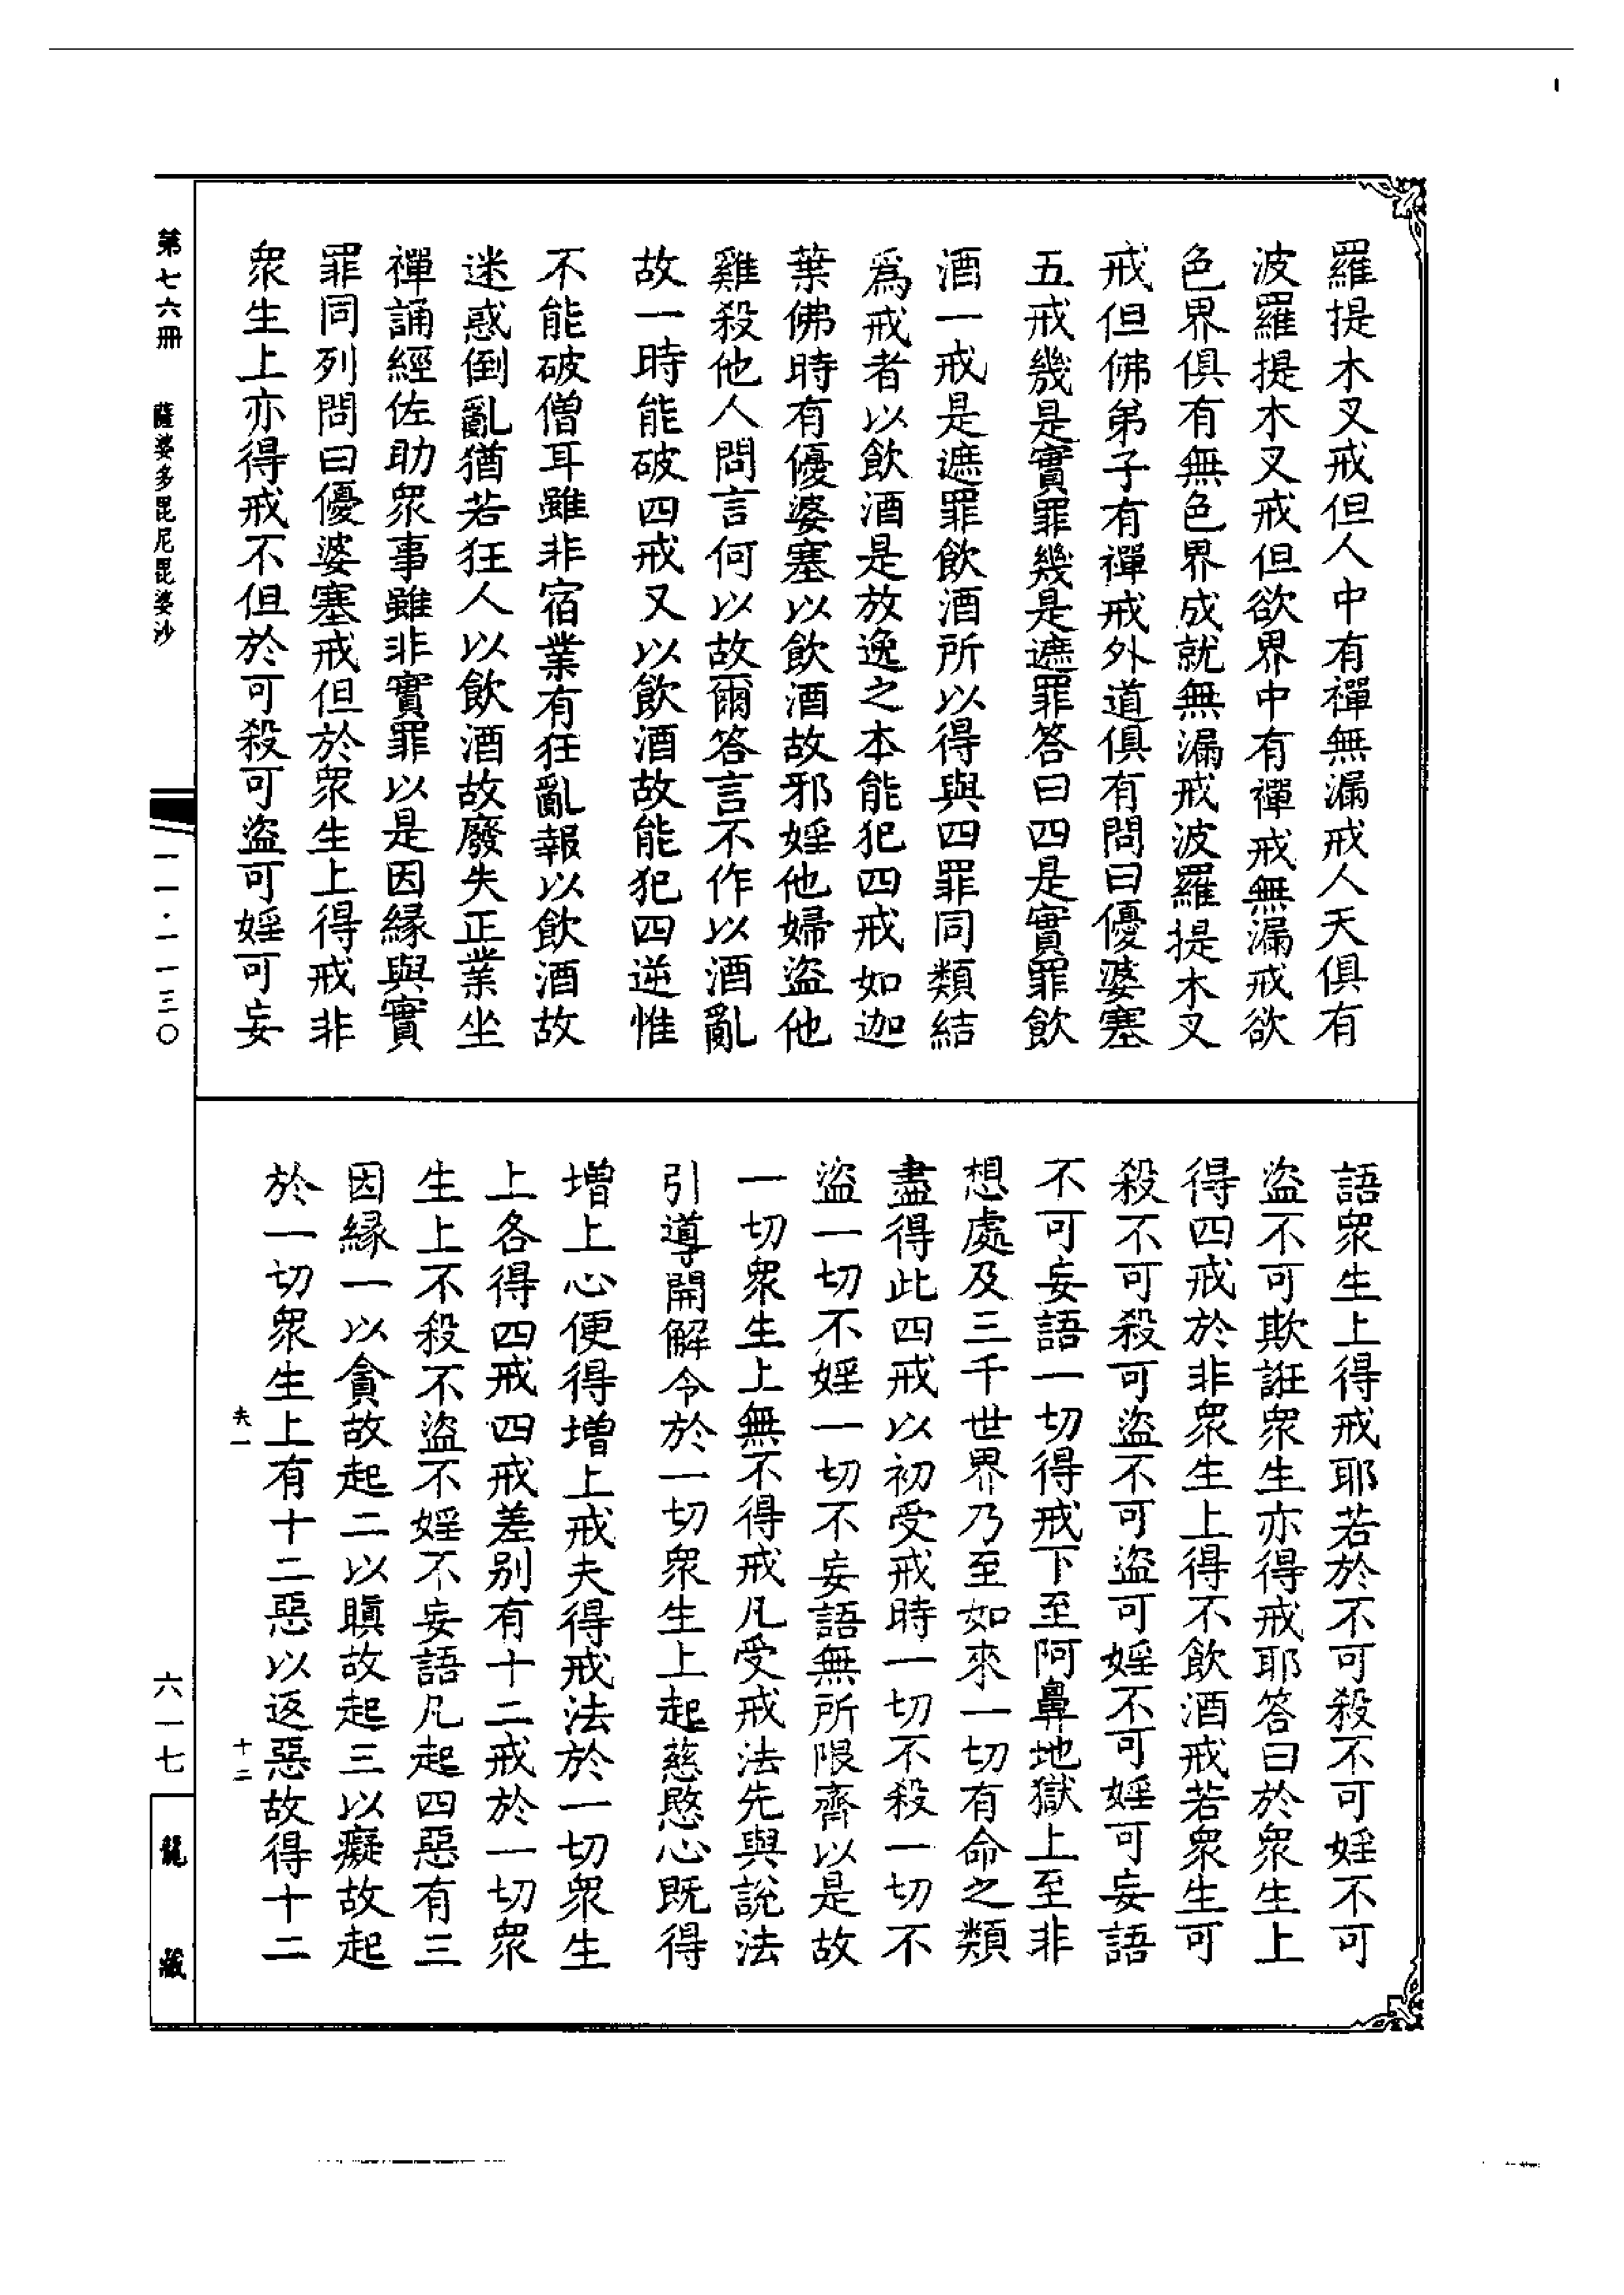 羅提木叉戒但人中有禪無漏戒人天俱有
波羅提木叉戒但欲界中有禪戒無漏戒欲
色界俱有無色界成就無漏戒波羅提木叉
戒但佛弟子有禪戒外道俱有問曰優婆塞
五戒幾是實罪幾是遮罪答曰四是實罪飲
酒一戒是遮罪飲酒所以得與四罪同類結
爲戒者以飲酒是放逸之本能犯四戒如迦
葉佛時有優婆塞以飲酒故邪婬他婦盜他
雞殺他人問言何以故爾答言不作以酒亂
故一時能破四戒又以飲酒故能犯四逆惟
不能破僧耳雖非宿業有狂亂報以飲酒故
迷惑倒亂猶若狂人以飲酒故廢失正業坐
禪誦經佐助衆事雖非實罪以是因緣與實
罪同列問曰優婆塞戒但於衆生上得戒非
衆生上亦得戒不但於可殺可盜可婬可妄
語衆生上得戒耶若於不可殺不可婬不可
盜不可欺誑衆生亦得戒耶答曰於衆生上
得四戒於非衆生上得不飲酒戒若衆生可
殺不可殺可盜不可盜可婬不可婬可妄語
不可妄語一切得戒下至阿鼻地獄上至非
想處及三千世界乃至如來一切有命之類
盡得此四戒以初受戒時一切不殺一切不
盜一切不婬一切不妄語無所限齊以是故
一切衆生上無不得戒凡受戒法先與說法
引導開解令於一切衆生上起慈愍心既得
增上心便得增上戒夫得戒法於一切衆生
上各得四戒四戒差别有十二戒於一切衆
生上不殺不盜不婬不妄語凡起四惡有三
因緣一以貪故起二以瞋故起三以癡故起
於一切衆生上有十二惡以返惡故得十二
夫一 十二
第七六冊 薩婆多毘尼毘婆沙 一一·一一三〇 六一七 龍藏